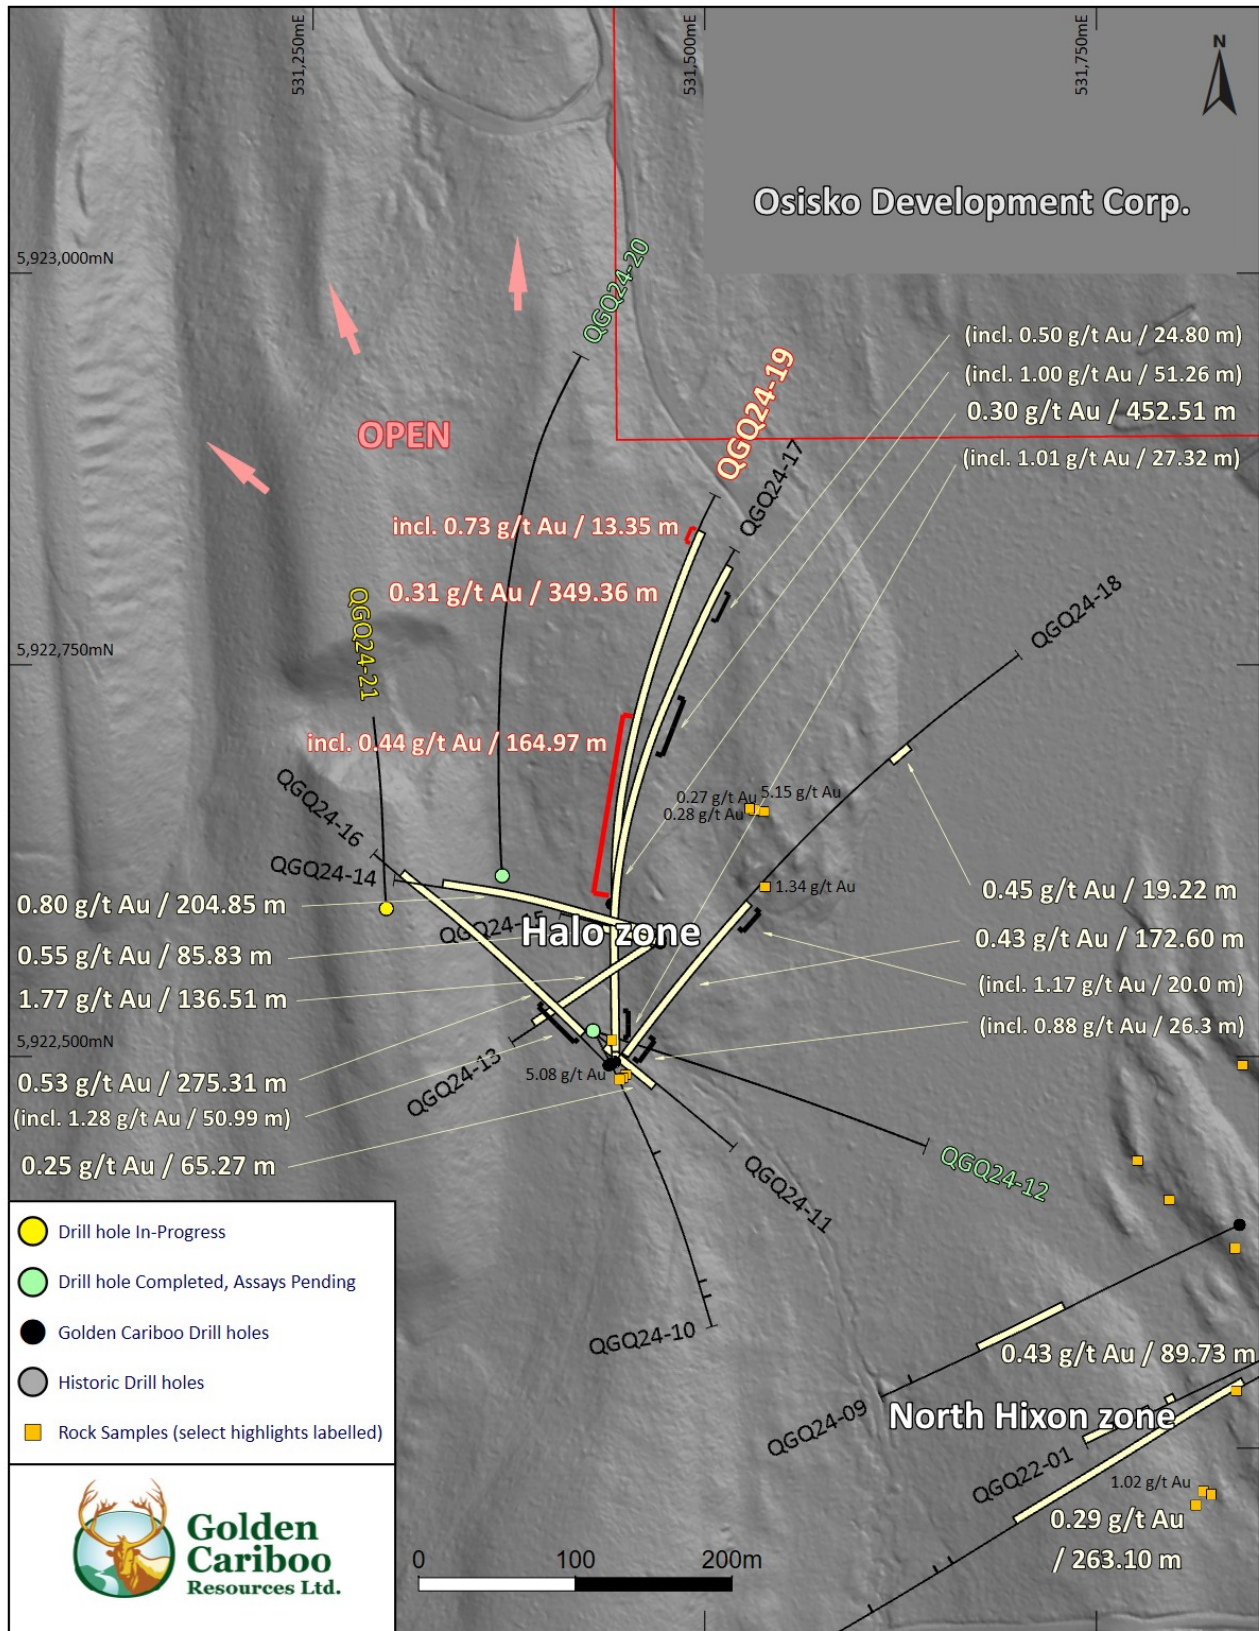 531,250mE
531,500mE
531,750mE
N
Osisko Development Corp.
5,923,000mN
QGQ24-20
(incl. 0.50 g/t Au / 24.80 m)
(incl. 1.00 g/t Au / 51.26 m)
0.30 g/t Au / 452.51 m
(incl. 1.01 g/t Au / 27.32 m)
QGQ24-19
OPEN
QGQ24-17
incl. 0.73 g/t Au / 13.35 m
0.31 g/t Au / 349.36 m
QGQ24-18
QGQ24-21
5,922,750mN
incl. 0.44 g/t Au / 164.97 m
0.27 g/t Au
5.15 g/t Au
0.28 g/t Au
QGQ24-16
QGQ24-14
1.34 g/t Au
0.45 g/t Au / 19.22 m
0.80 g/t Au / 204.85 m
QGQ24-15
Halo zone
0.43 g/t Au / 172.60 m
0.55 g/t Au / 85.83 m
(incl. 1.17 g/t Au / 20.0 m)
1.77 g/t Au / 136.51 m
(incl. 0.88 g/t Au / 26.3 m)
5,922,500mN
QGQ24-13
5.08 g/t Au
0.53 g/t Au / 275.31 m
(incl. 1.28 g/t Au / 50.99 m)
0.25 g/t Au / 65.27 m
QGQ24-12
QGQ24-11
QGQ24-10
0.43 g/t Au / 89.73 m
QGQ24-09
North Hixon zone
QGQ22-01
1.02 g/t Au
0.29 g/t Au
/ 263.10 m
Drill hole In-Progress
Drill hole Completed, Assays Pending
Golden Cariboo Drill holes
Historic Drill holes
Rock Samples (select highlights labelled)
Golden
Cariboo
Resources Ltd.
0 100 200m